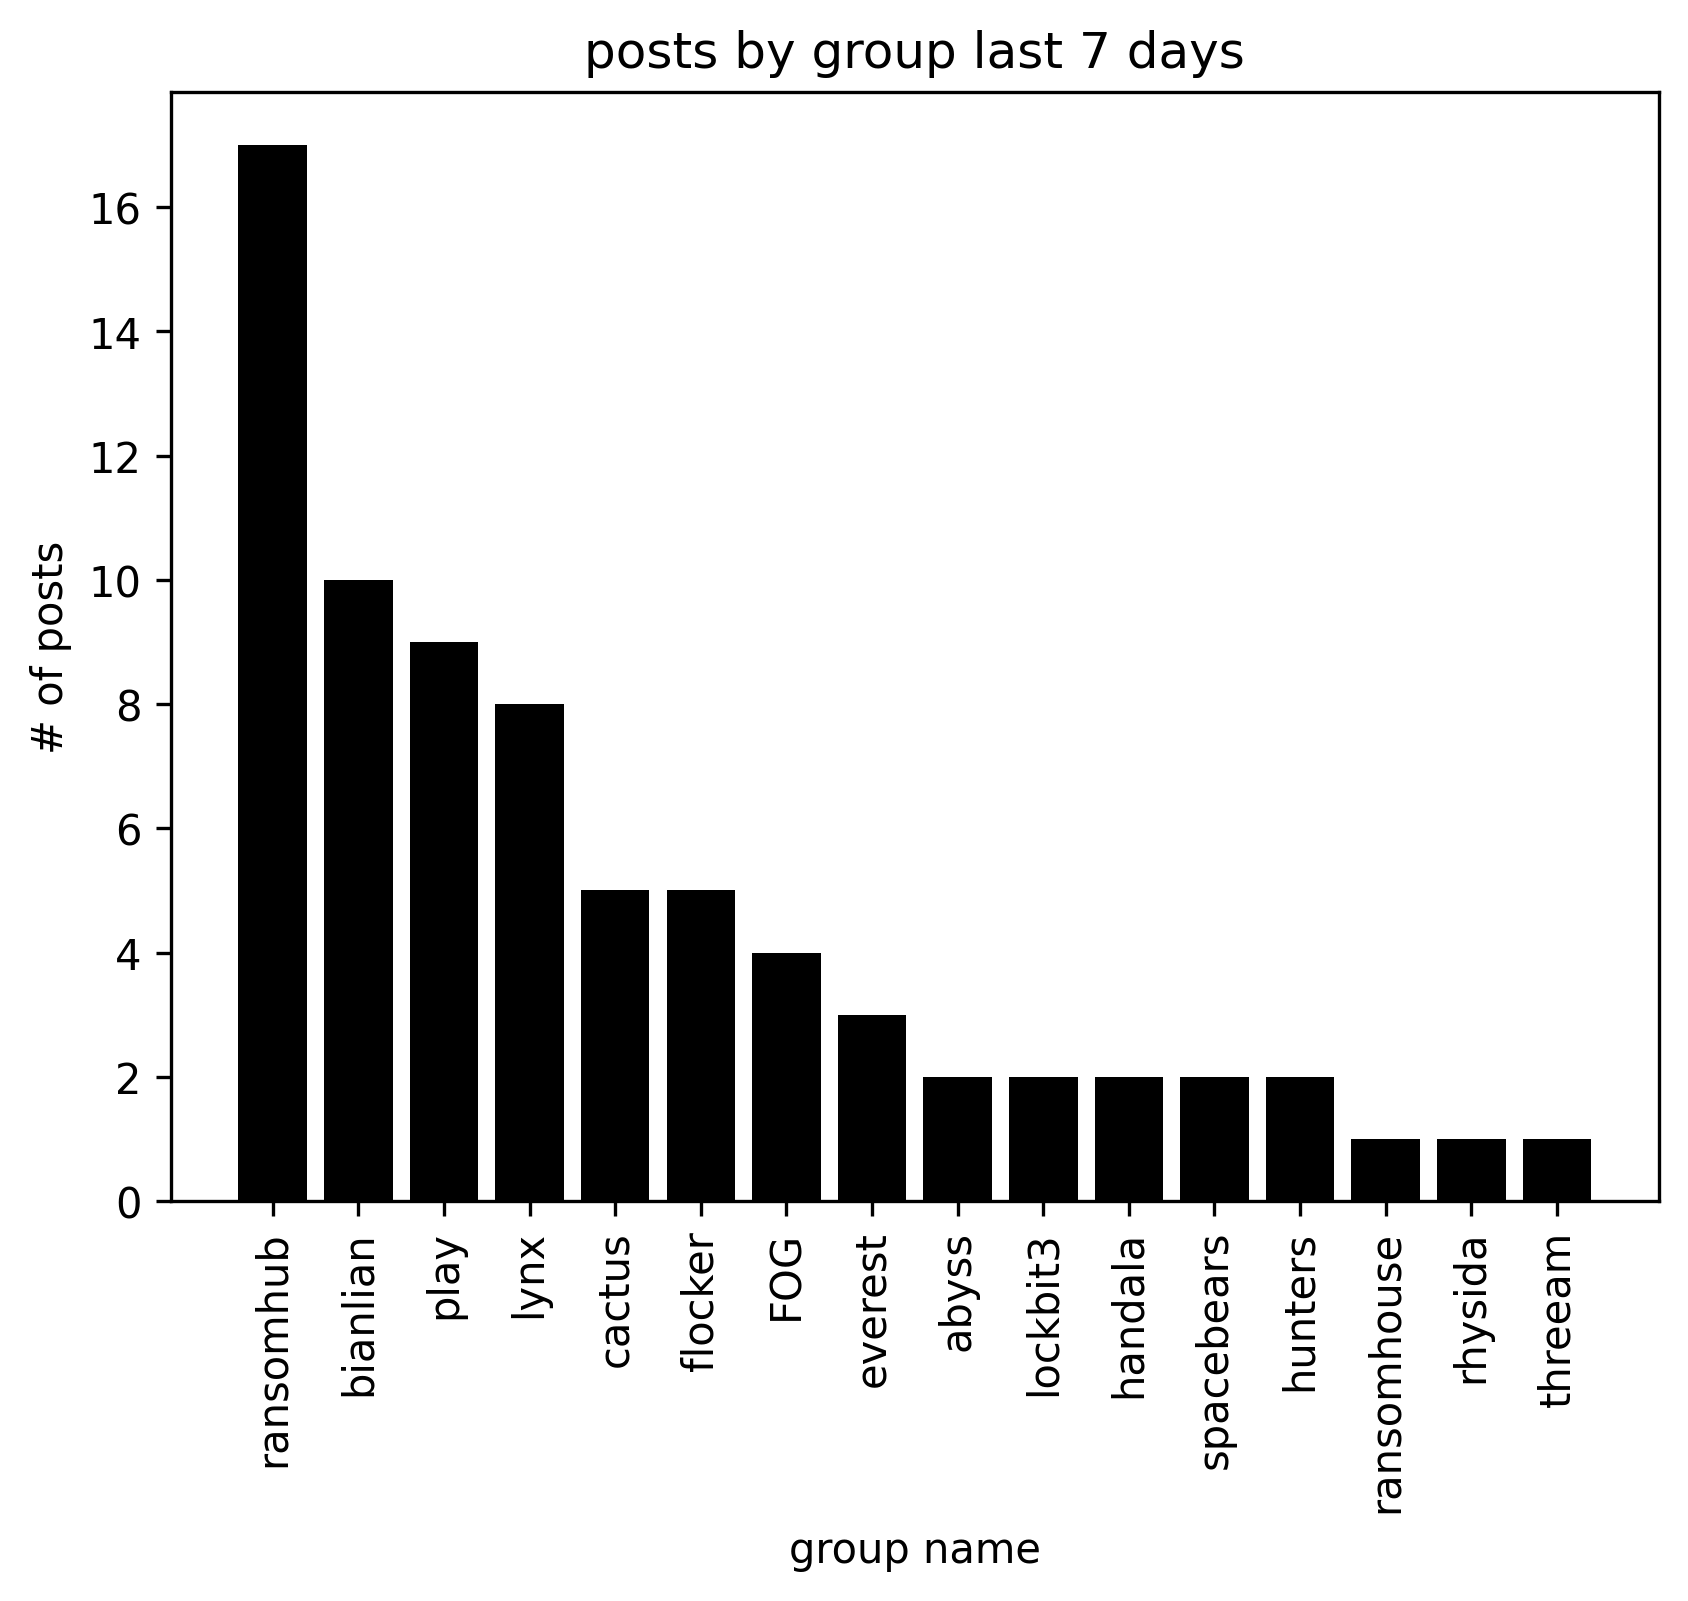 posts by group last 7 days
# of posts
16
14
12
10
8
6
4
2
0
ransomhub
bianlian
play
lynx
cactus
flocker
FOG
everest
abyss
lockbit3
handala
spacebears
hunters
ransomhouse
rhysida
threeam
group name